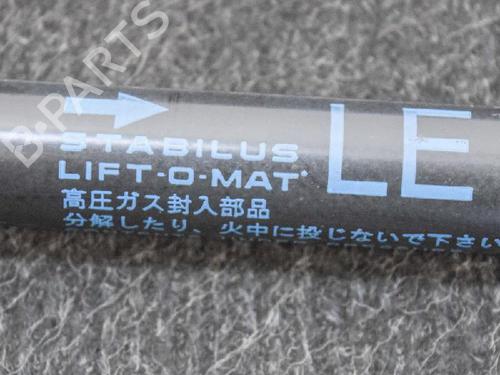 B-PARTS
STABILUS
LIFT-O-MAT
LE
高圧ガス封入部品
分解したり、火中に投じないで下さい